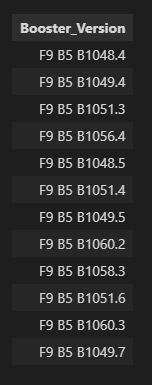 Booster_Version
F9 B5 B1048.4
F9 B5 B1049.4
F9 B5 B1051.3
F9 B5 B1056.4
F9 B5 B1048.5
F9 B5 B1051.4
F9 B5 B1049.5
F9 B5 B1060.2
F9 B5 B1058.3
F9 B5 B1051.6
F9 B5 B1060.3
F9 B5 B1049.7